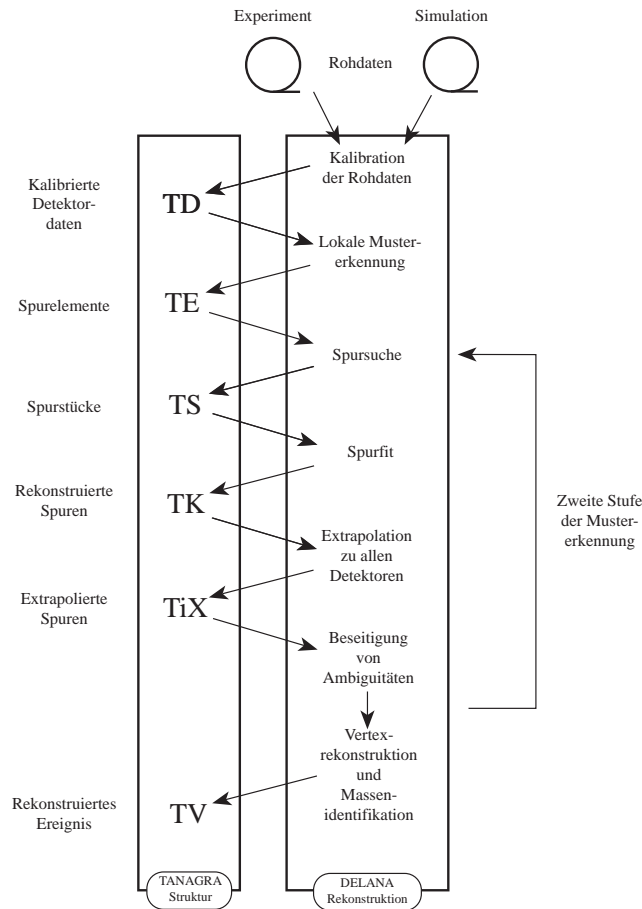 Experiment
Simulation
Rohdaten
Kalibration
der Rohdaten
Kalibrierte
Detektor-
daten
TD
Lokale Muster-
erkennung
Spurelemente
TE
Spursuche
Spurstücke
TS
Spurfit
Rekonstruierte
Spuren
TK
Zweite Stufe
der Muster-
erkennung
Extrapolation
zu allen
Detektoren
Extrapolierte
Spuren
TiX
Beseitigung
von
Ambiguitäten
Vertex-
rekonstruktion
und
Massen-
identifikation
Rekonstruiertes
Ereignis
TV
TANAGRA
Struktur
DELANA
Rekonstruktion